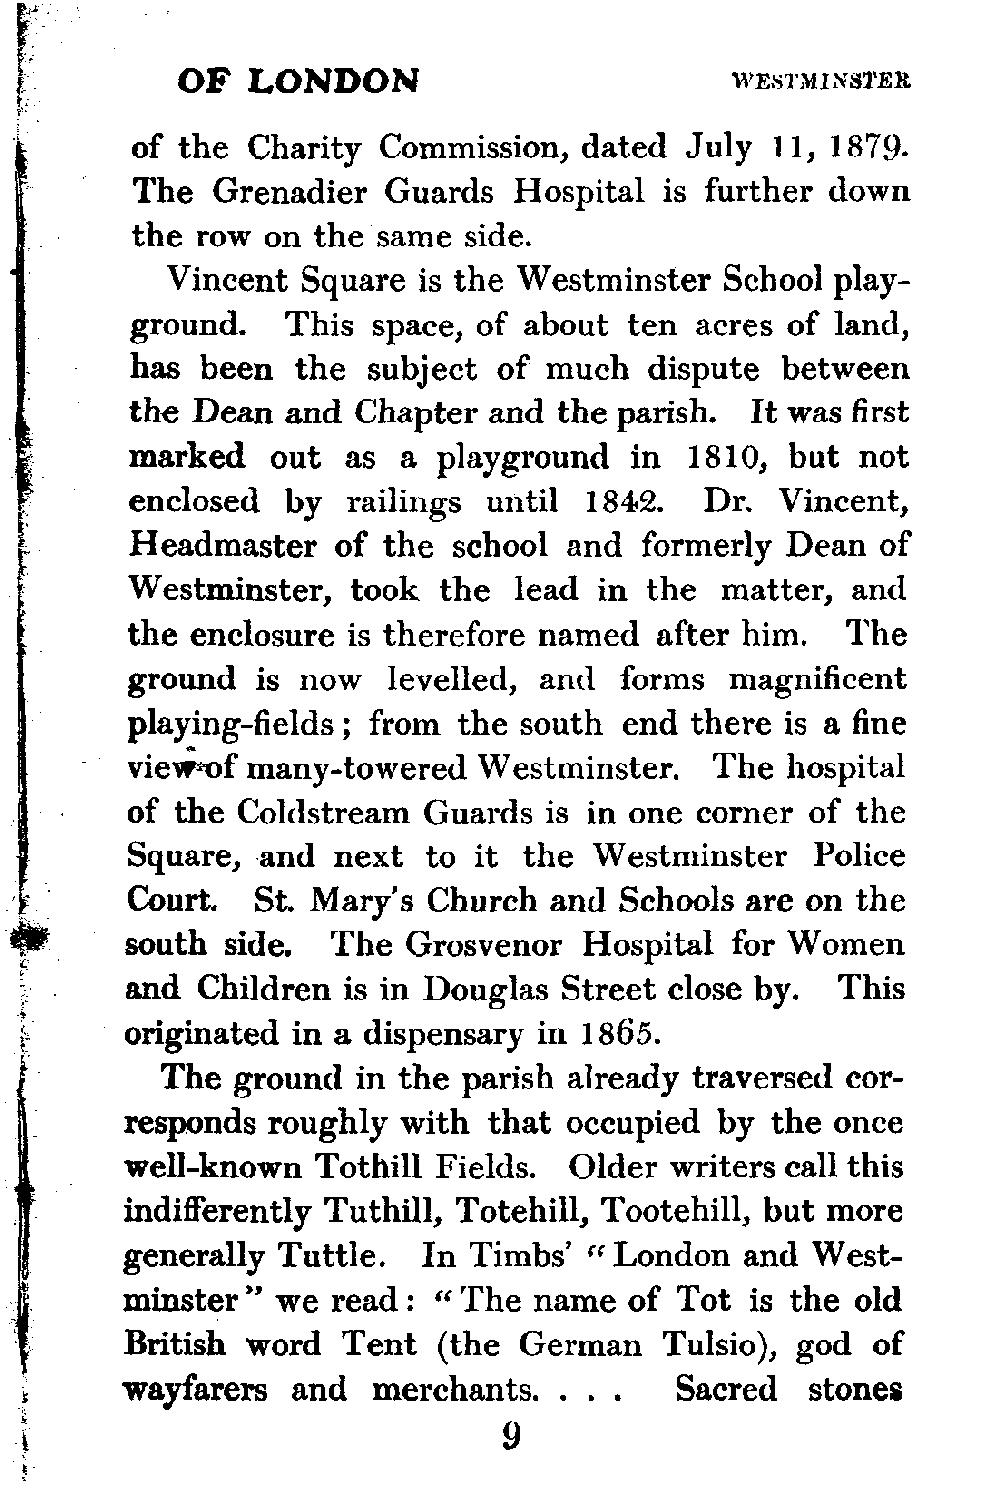 OF LONDON WESTMINSTER
of the Charity Commission, dated July 11, 1879.
The Grenadier Guards Hospital is further down
the row on the same side.
Vincent Square is the Westminster School play-
ground. This space, of about ten acres of land,
has been the subject of much dispute between
the Dean and Chapter and the parish. It was first
marked out as a playground in 1810, but not
enclosed by railings until 1842. Dr. Vincent,
Headmaster of the school and formerly Dean of
Westminster, took the lead in the matter, and
the enclosure is therefore named after him. The
ground is now levelled, and forms magnificent
playing-fields; from the south end there is a fine
view of many-towered Westminster. The hospital
of the Coldstream Guards is in one corner of the
Square, and next to it the Westminster Police
Court. St. Mary's Church and Schools are on the
south side. The Grosvenor Hospital for Women
and Children is in Douglas Street close by. This
originated in a dispensary in 1865.
The ground in the parish already traversed cor-
responds roughly with that occupied by the once
well-known Tothill Fields. Older writers call this
indifferently Tuthill, Totehill, Tootehill, but more
generally Tuttle. In Timbs' "London and West-
minster" we read: "The name of Tot is the old
British word Tent (the German Tulsio), god of
wayfarers and merchants. . . . Sacred stones
9